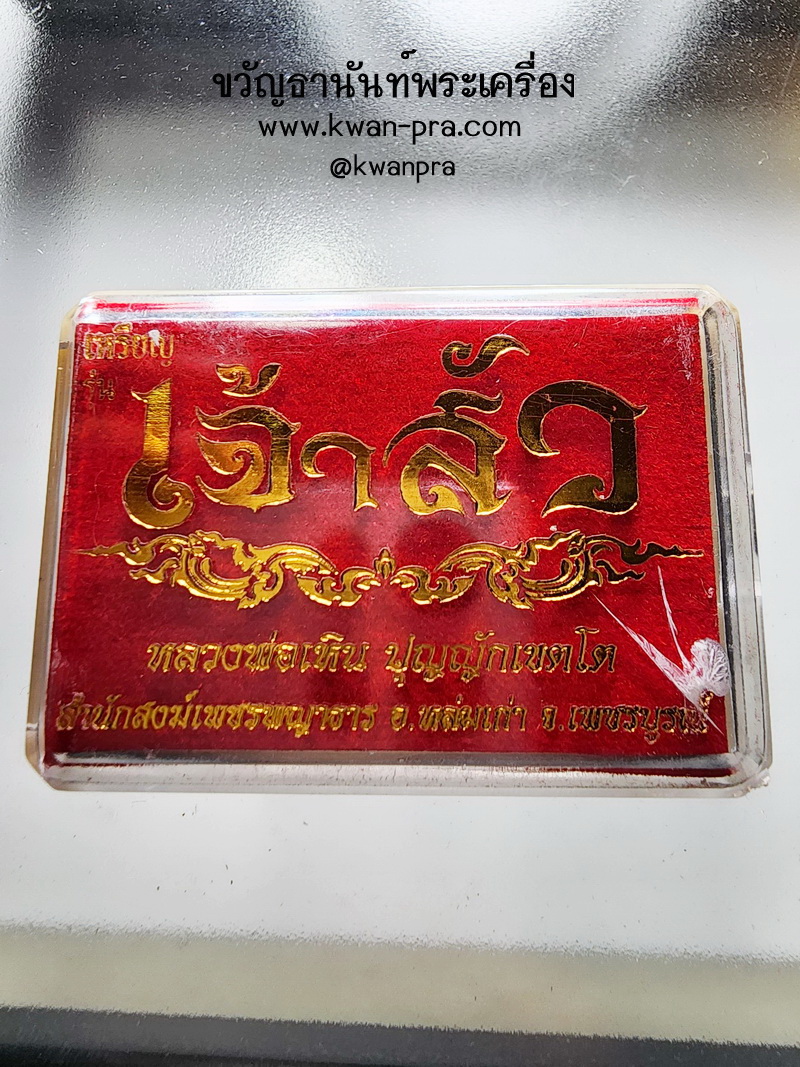 ขวัญธานันท์พระเครื่อง
www.kwan-pra.com
@kwanpra
เหรียญ
รุ่น
เจ้าสัว
หลวงพ่อเหิน ปุญญักเขตโต
สำนักสงฆ์เพชรพญาธาร อ.หล่มเก่า จ.เพชรบูรณ์